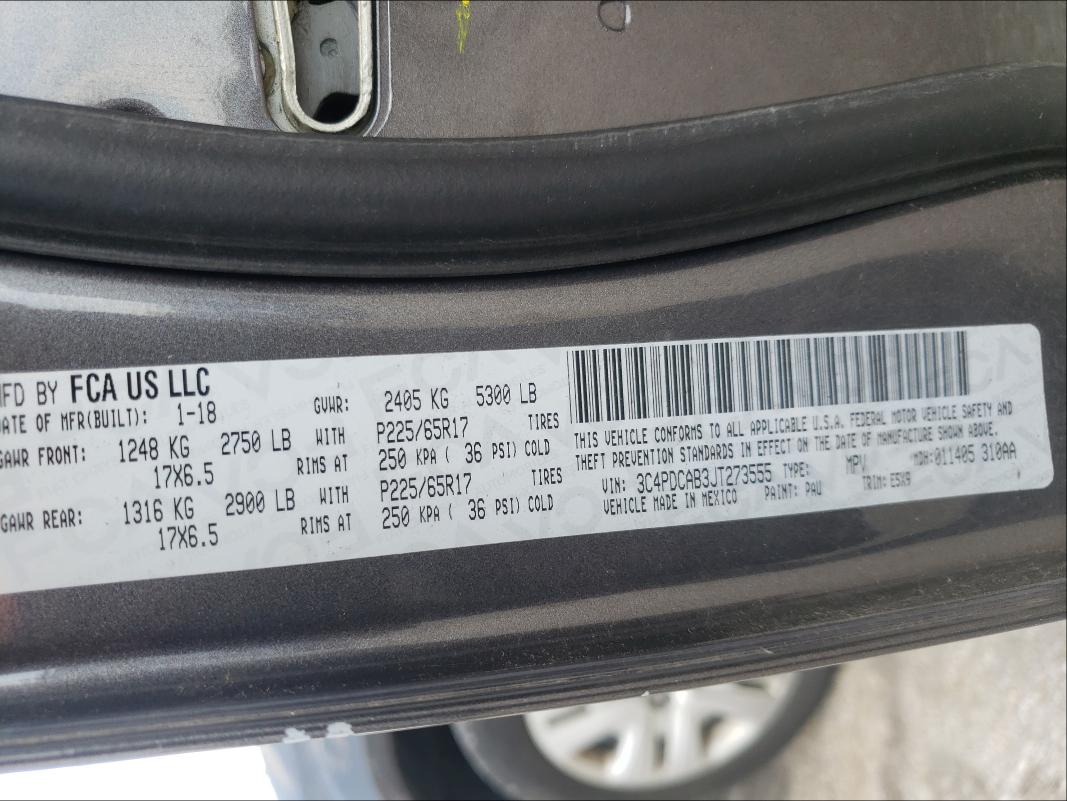 MFD BY FCA US LLC
DATE OF MFR(BUILT): 1-18 GVWR: 2405 KG 5300 LB
GAWR FRONT: 1248 KG 2750 LB WITH P225/65R17 TIRES
17X6.5 RIMS AT 250 KPA ( 36 PSI) COLD
GAWR REAR: 1316 KG 2900 LB WITH P225/65R17 TIRES
17X6.5 RIMS AT 250 KPA ( 36 PSI) COLD
THIS VEHICLE CONFORMS TO ALL APPLICABLE U.S.A. FEDERAL MOTOR VEHICLE SAFETY AND
THEFT PREVENTION STANDARDS IN EFFECT ON THE DATE OF MANUFACTURE SHOWN ABOVE.
VIN: 3C4PDCAB3JT273555 TYPE: MPV MDH:011405 310AA
VEHICLE MADE IN MEXICO PAINT: PAU TRIM: E5X9